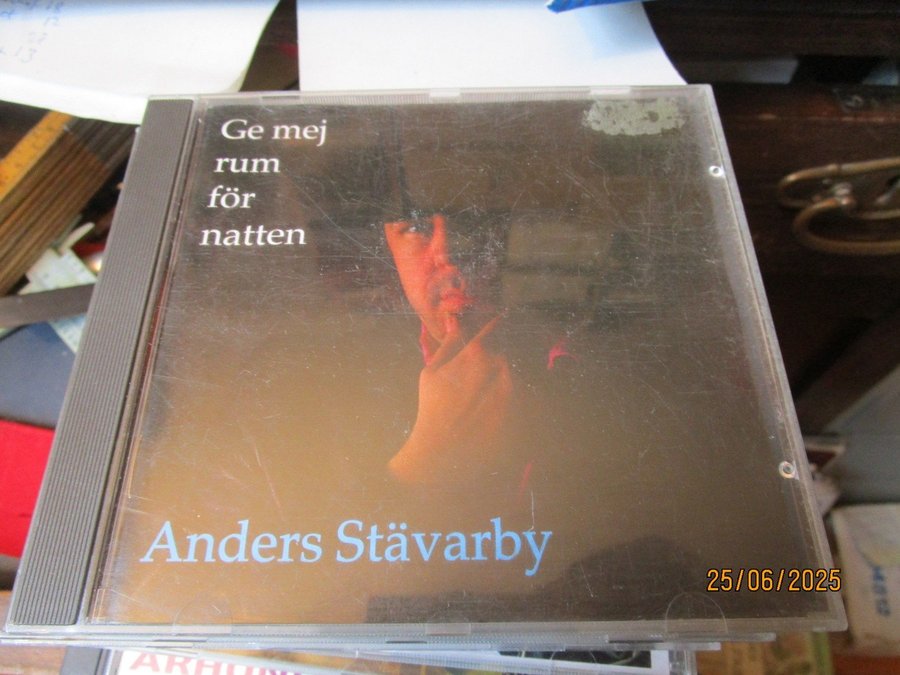 Ge mej
rum
för
natten
Anders Stävarby
25/06/2025